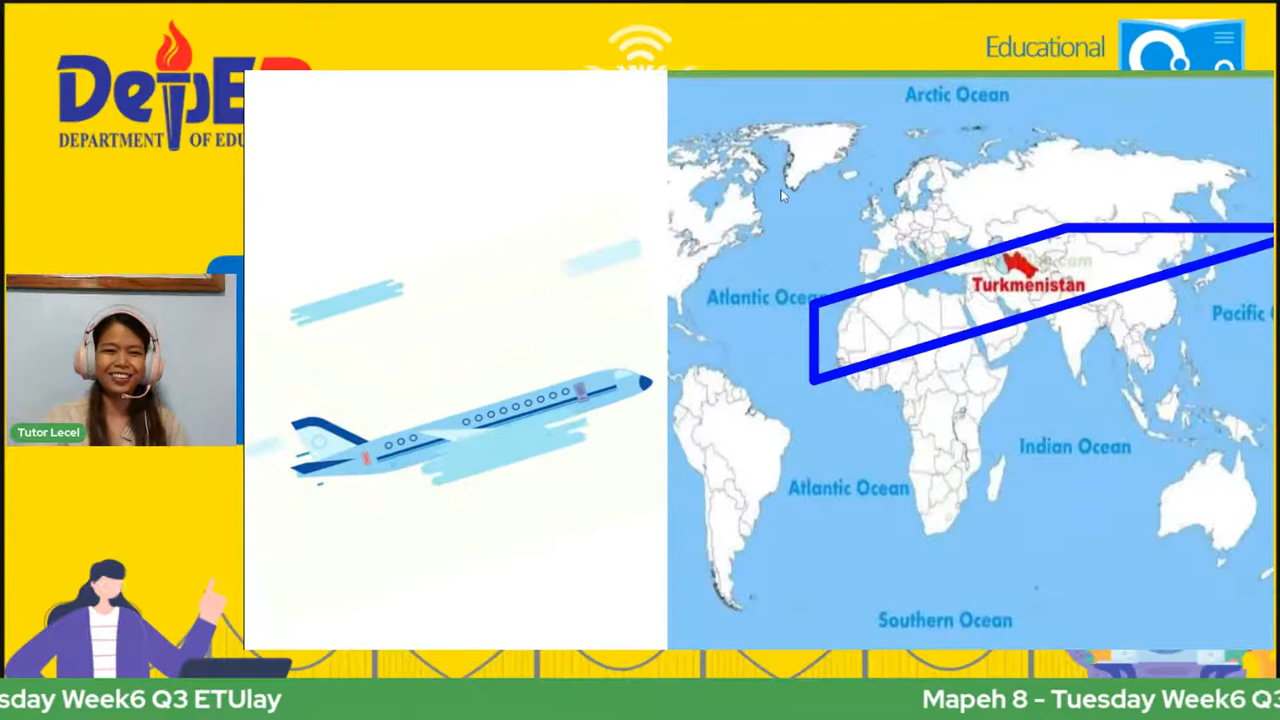 Educational
DepE
DEPARTMENT OF EDU
Arctic Ocean
Atlantic Ocean
Turkmenistan
Pacific
Indian Ocean
Atlantic Ocean
Southern Ocean
Tutor Lecel
sday Week6 Q3 ETUlay
Mapeh 8 - Tuesday Week6 Q3